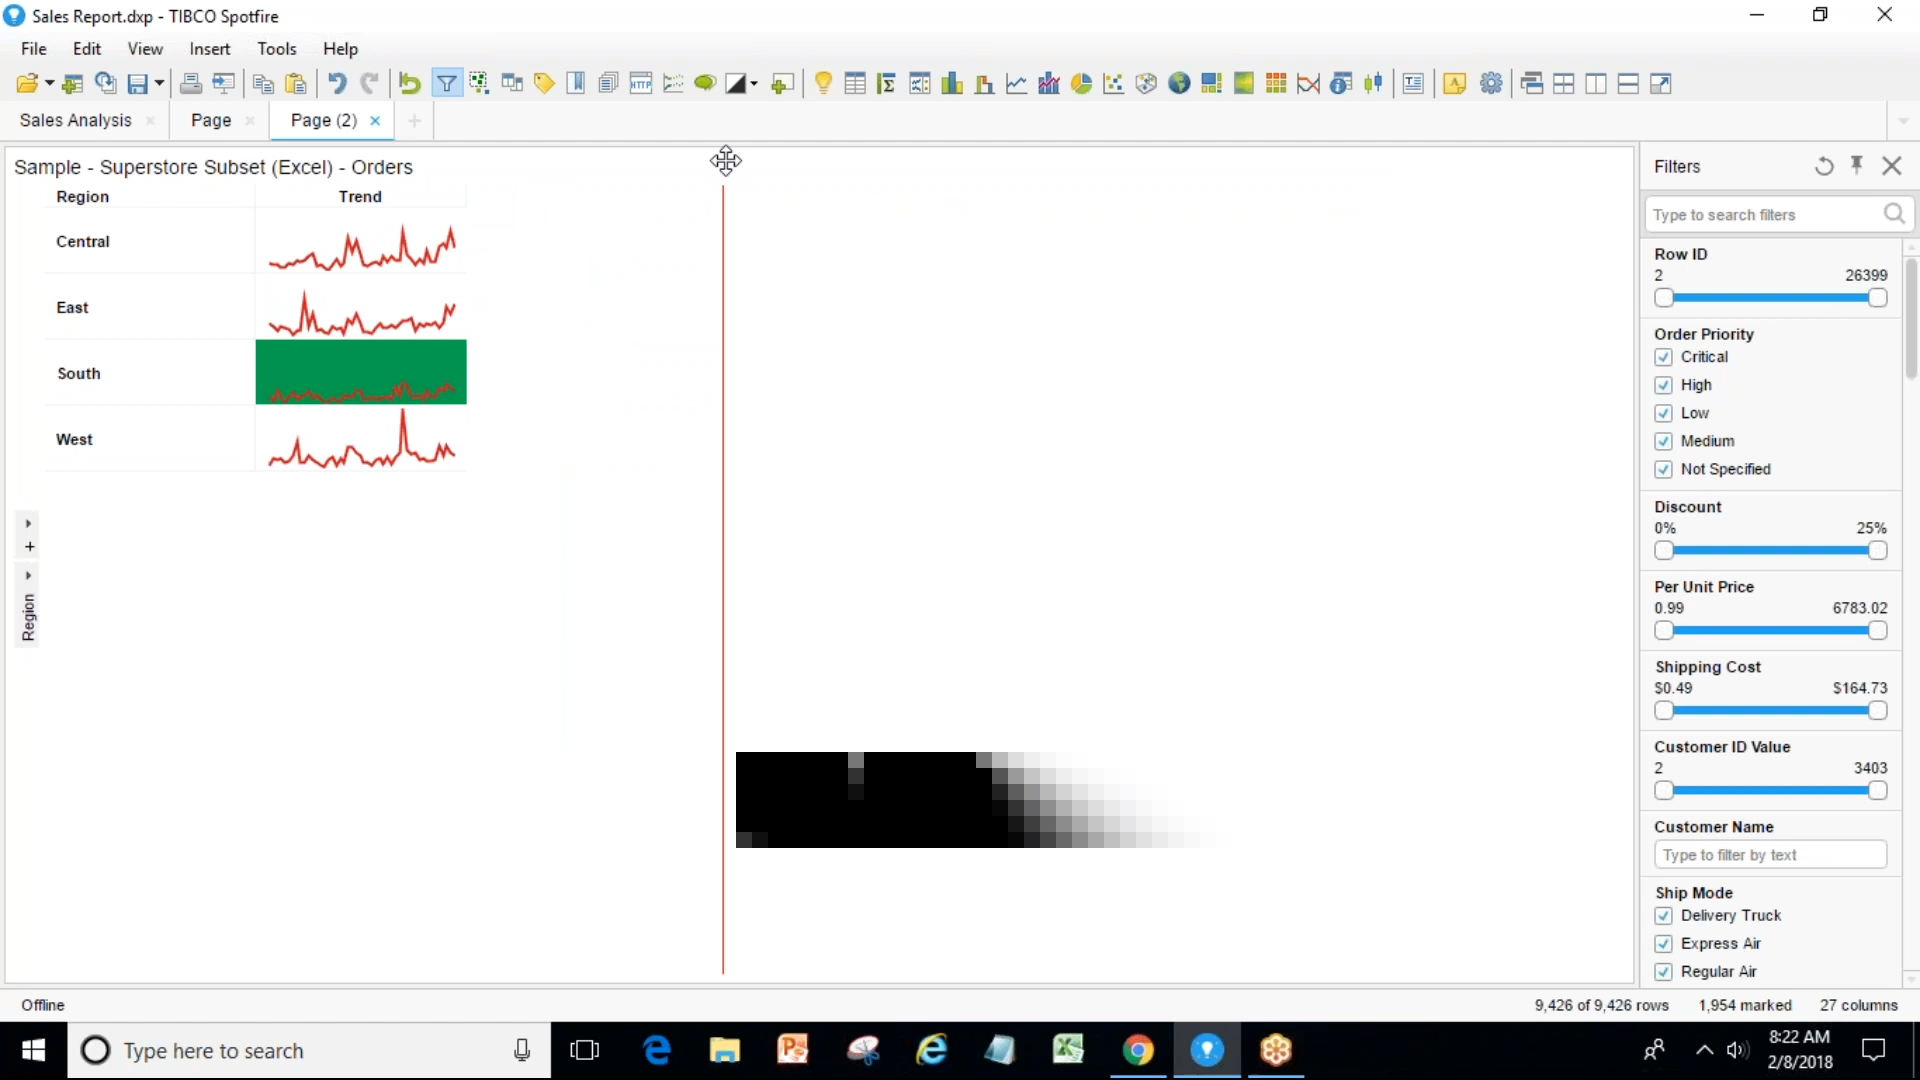 Sales Report.dxp - TIBCO Spotfire
File Edit View Insert Tools Help
HTTP
Sales Analysis Page Page (2)
Sample - Superstore Subset (Excel) - Orders
Region Trend
Central
East
South
West
+
Region
Filters
Type to search filters
Row ID
2 26399
Order Priority
Critical
High
Low
Medium
Not Specified
Discount
0% 25%
Per Unit Price
0.99 6783.02
Shipping Cost
$0.49 $164.73
Customer ID Value
2 3403
Customer Name
Type to filter by text
Ship Mode
Delivery Truck
Express Air
Regular Air
Offline 9,426 of 9,426 rows 1,954 marked 27 columns
Type here to search
8:22 AM
2/8/2018